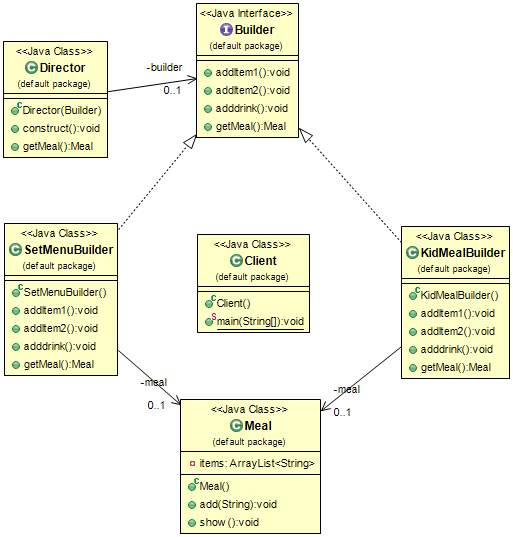 <<Java Interface>>
Builder
(default package)
addItem1():void
addItem2():void
adddrink():void
getMeal():Meal
<<Java Class>>
Director
(default package)
Director(Builder)
construct():void
getMeal():Meal
-builder
0..1
<<Java Class>>
SetMenuBuilder
(default package)
SetMenuBuilder()
addItem1():void
addItem2():void
adddrink():void
getMeal():Meal
<<Java Class>>
Client
(default package)
Client()
main(String[]):void
<<Java Class>>
KidMealBuilder
(default package)
KidMealBuilder()
addItem1():void
addItem2():void
adddrink():void
getMeal():Meal
-meal
0..1
-meal
0..1
<<Java Class>>
Meal
(default package)
items: ArrayList<String>
Meal()
add(String):void
show ():void